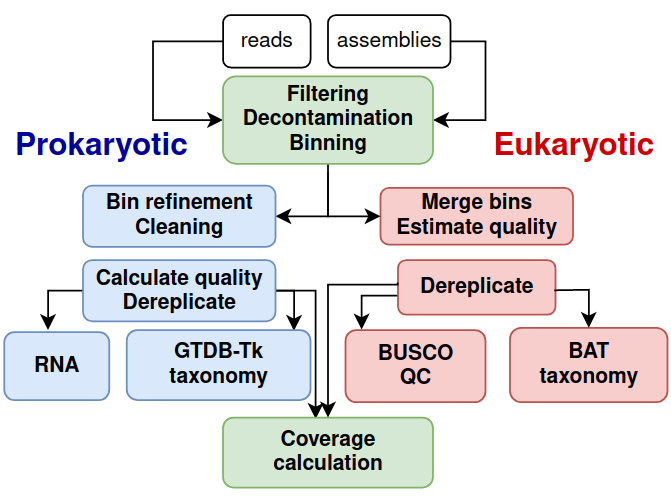 reads
assemblies
Filtering
Decontamination
Binning
Prokaryotic
Eukaryotic
Bin refinement
Cleaning
Merge bins
Estimate quality
Calculate quality
Dereplicate
Dereplicate
RNA
GTDB-Tk
taxonomy
BUSCO
QC
BAT
taxonomy
Coverage
calculation